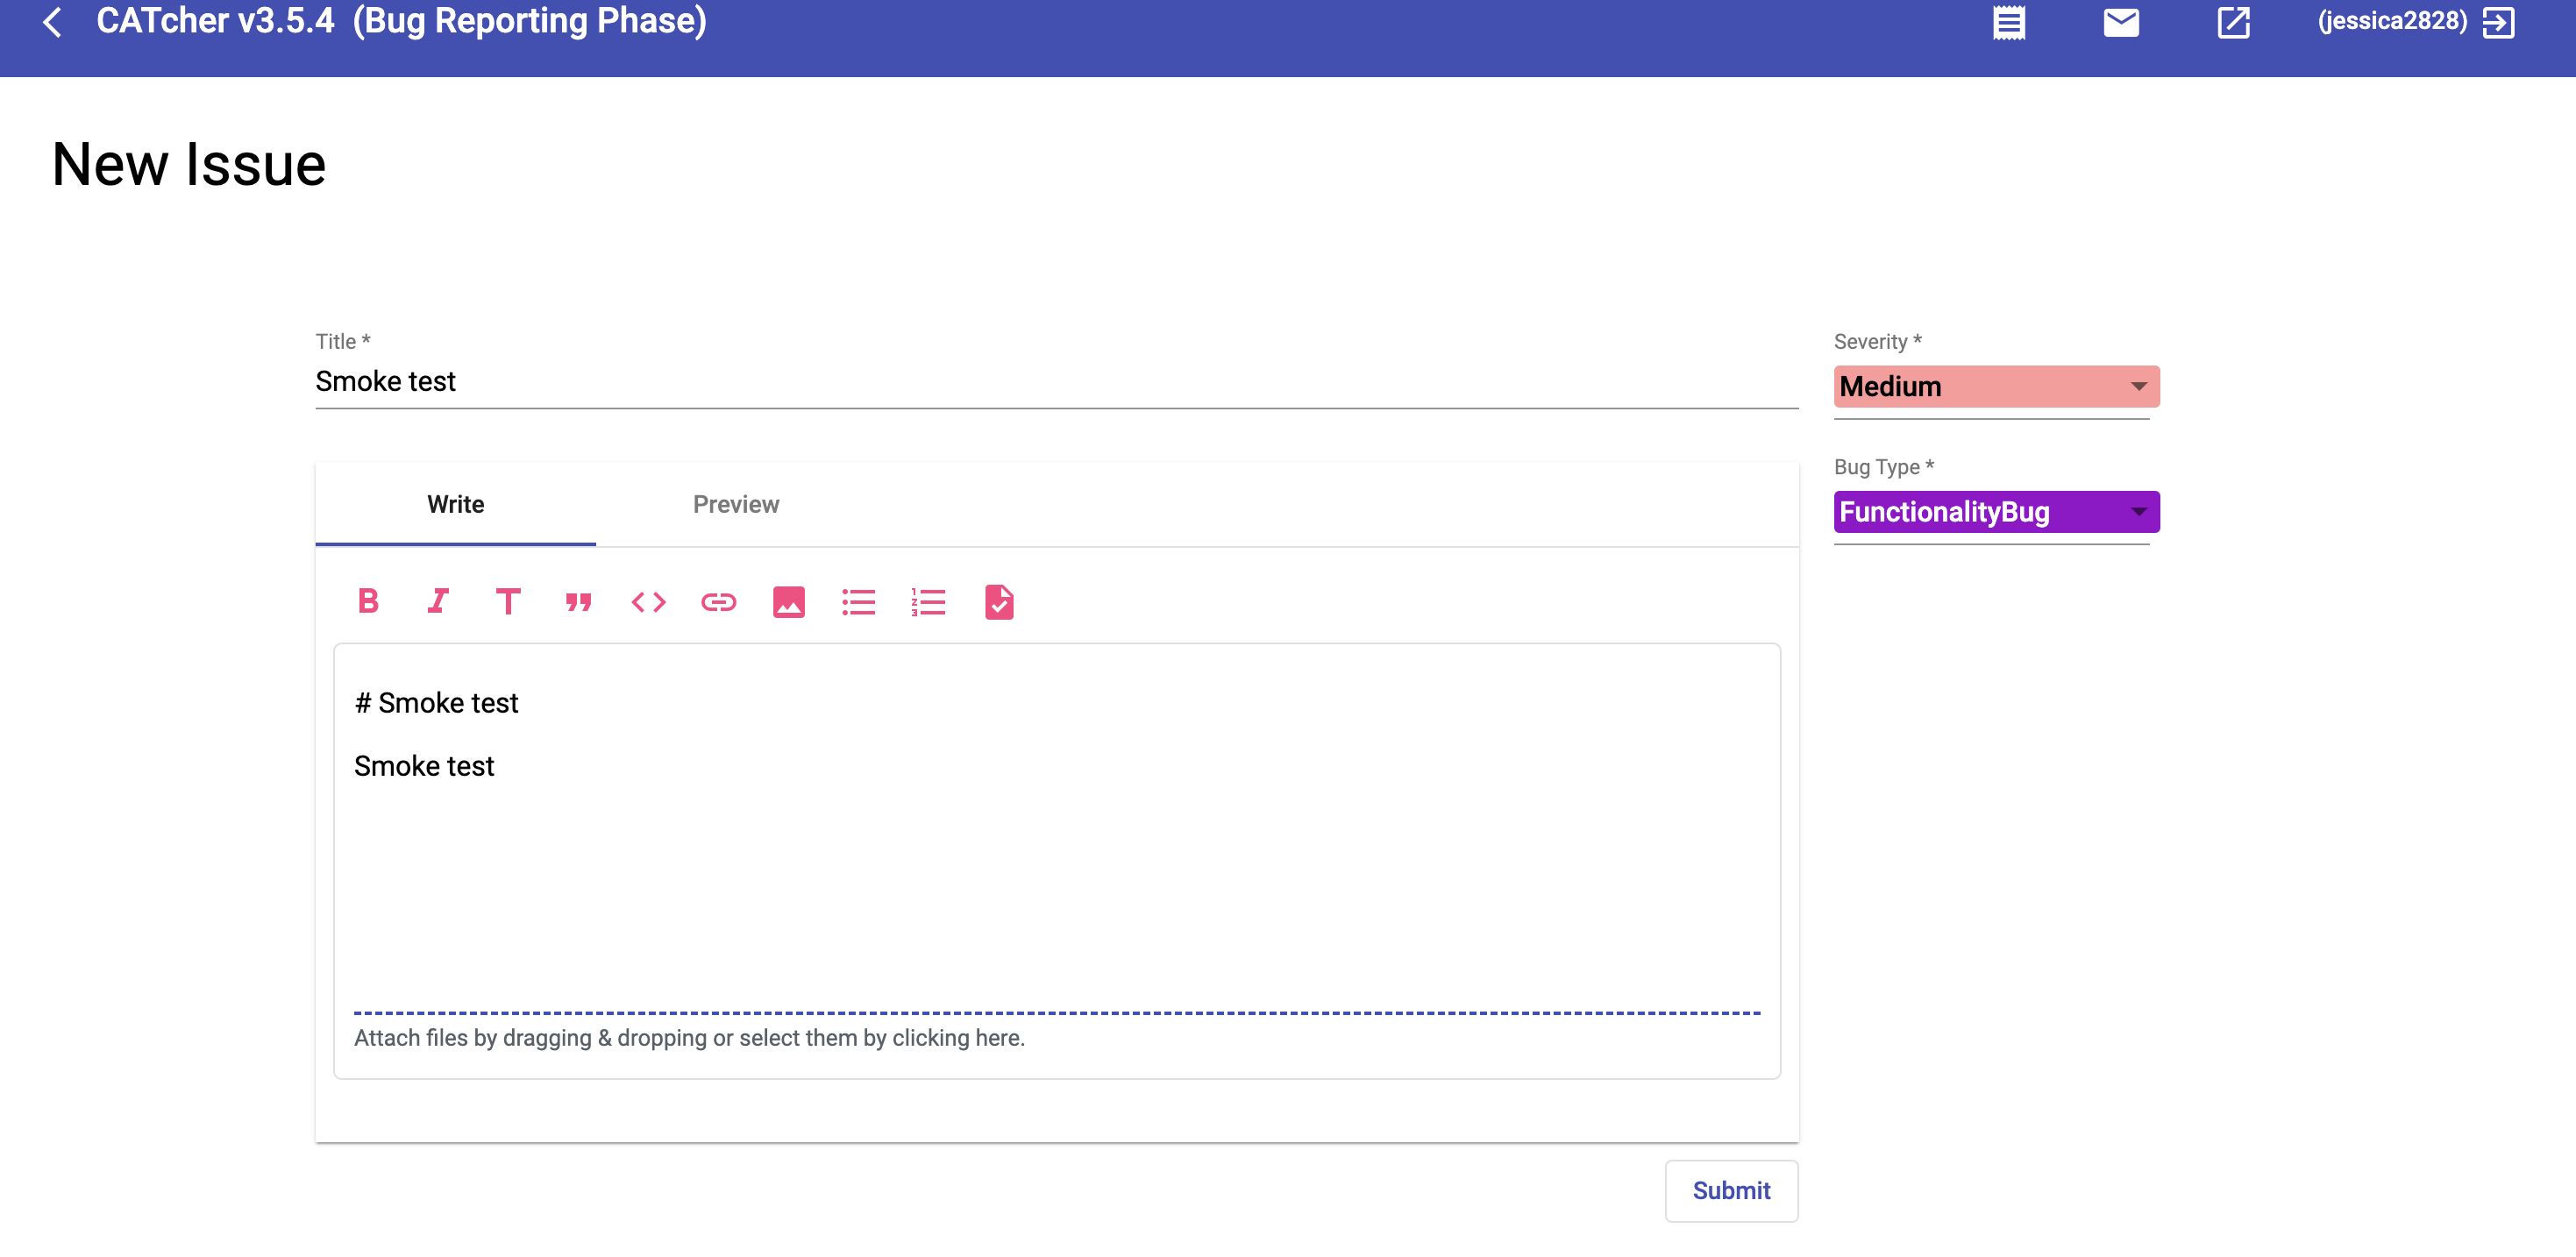 CATcher v3.5.4 (Bug Reporting Phase)
(jessica2828)
New Issue
Title *
Smoke test
Severity *
Medium
Bug Type *
FunctionalityBug
Write
Preview
# Smoke test
Smoke test
Attach files by dragging & dropping or select them by clicking here.
Submit